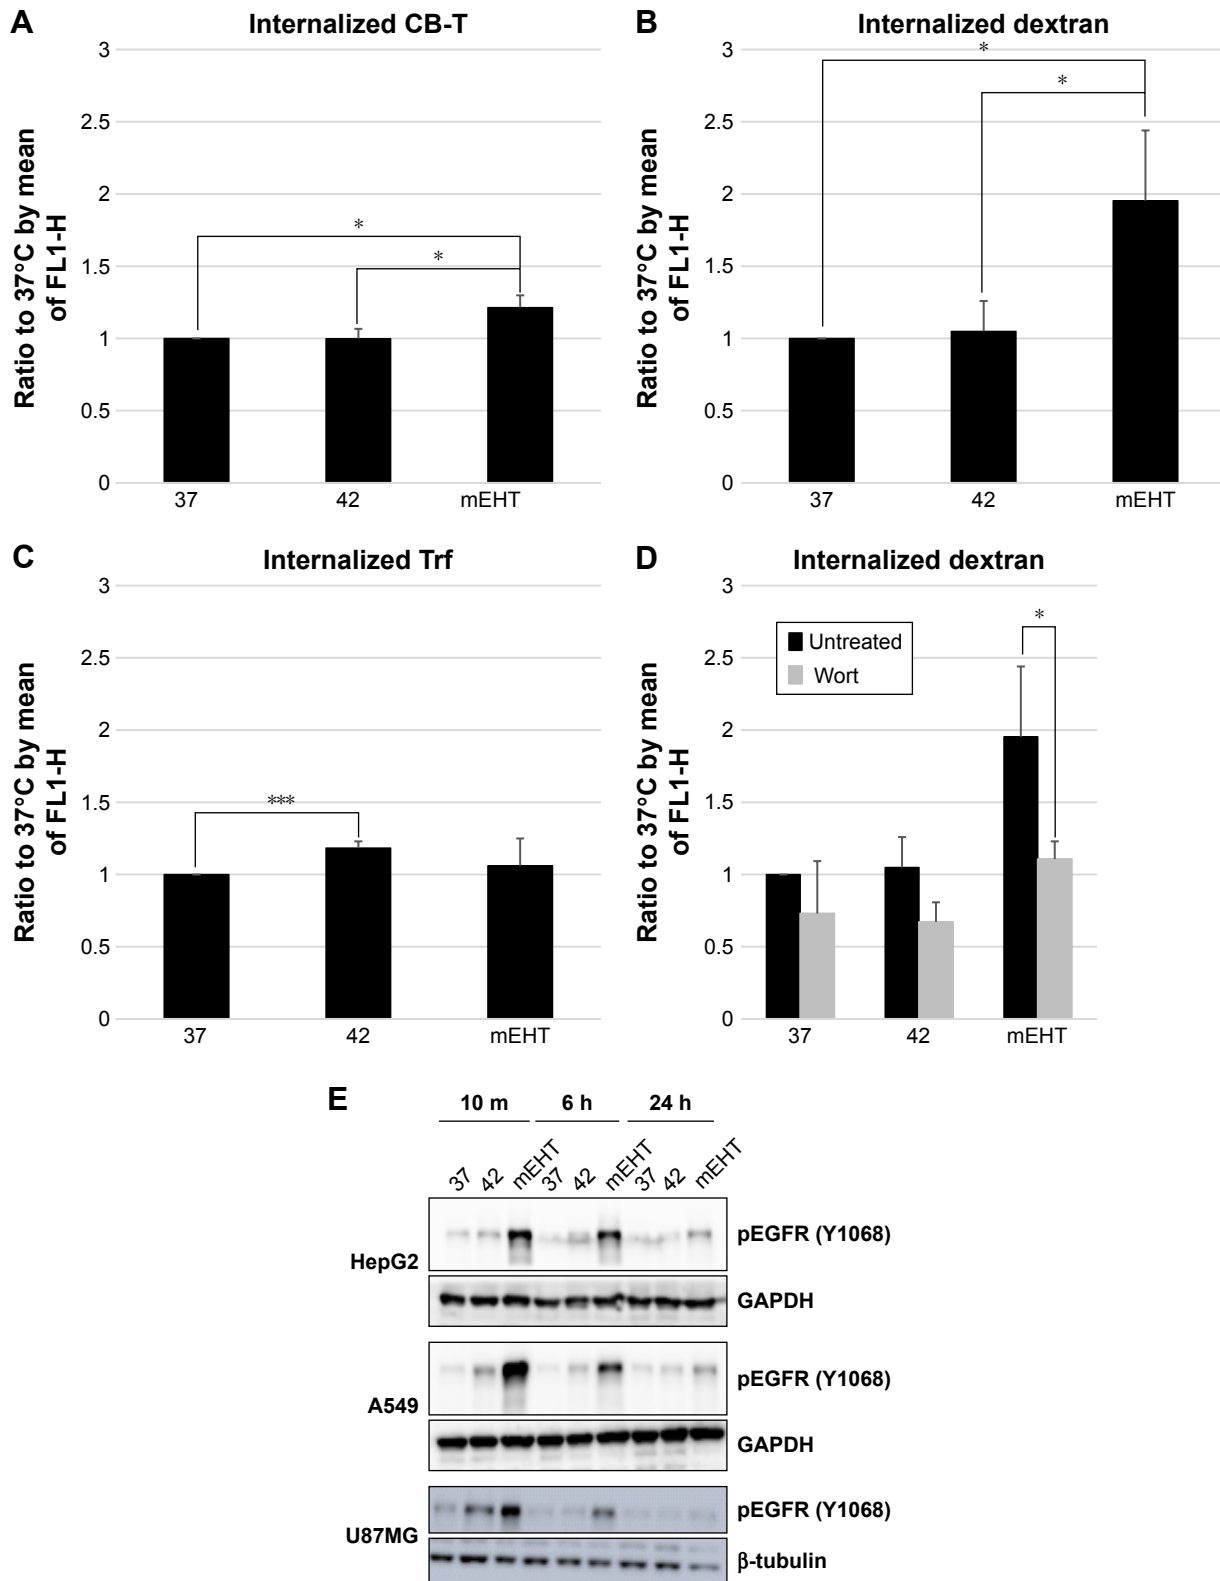 A
Internalized CB-T
Ratio to 37°C by mean
of FL1-H
3
2.5
2
1.5
1
0.5
0
*
*
37 42 mEHT
B
Internalized dextran
Ratio to 37°C by mean
of FL1-H
3
2.5
2
1.5
1
0.5
0
*
*
37 42 mEHT
C
Internalized Trf
Ratio to 37°C by mean
of FL1-H
3
2.5
2
1.5
1
0.5
0
***
37 42 mEHT
D
Internalized dextran
Ratio to 37°C by mean
of FL1-H
3
2.5
2
1.5
1
0.5
0
Untreated
Wort
*
37 42 mEHT
E
10 m 6 h 24 h
37 42 mEHT 37 42 mEHT 37 42 mEHT
HepG2
pEGFR (Y1068)
GAPDH
A549
pEGFR (Y1068)
GAPDH
U87MG
pEGFR (Y1068)
β-tubulin